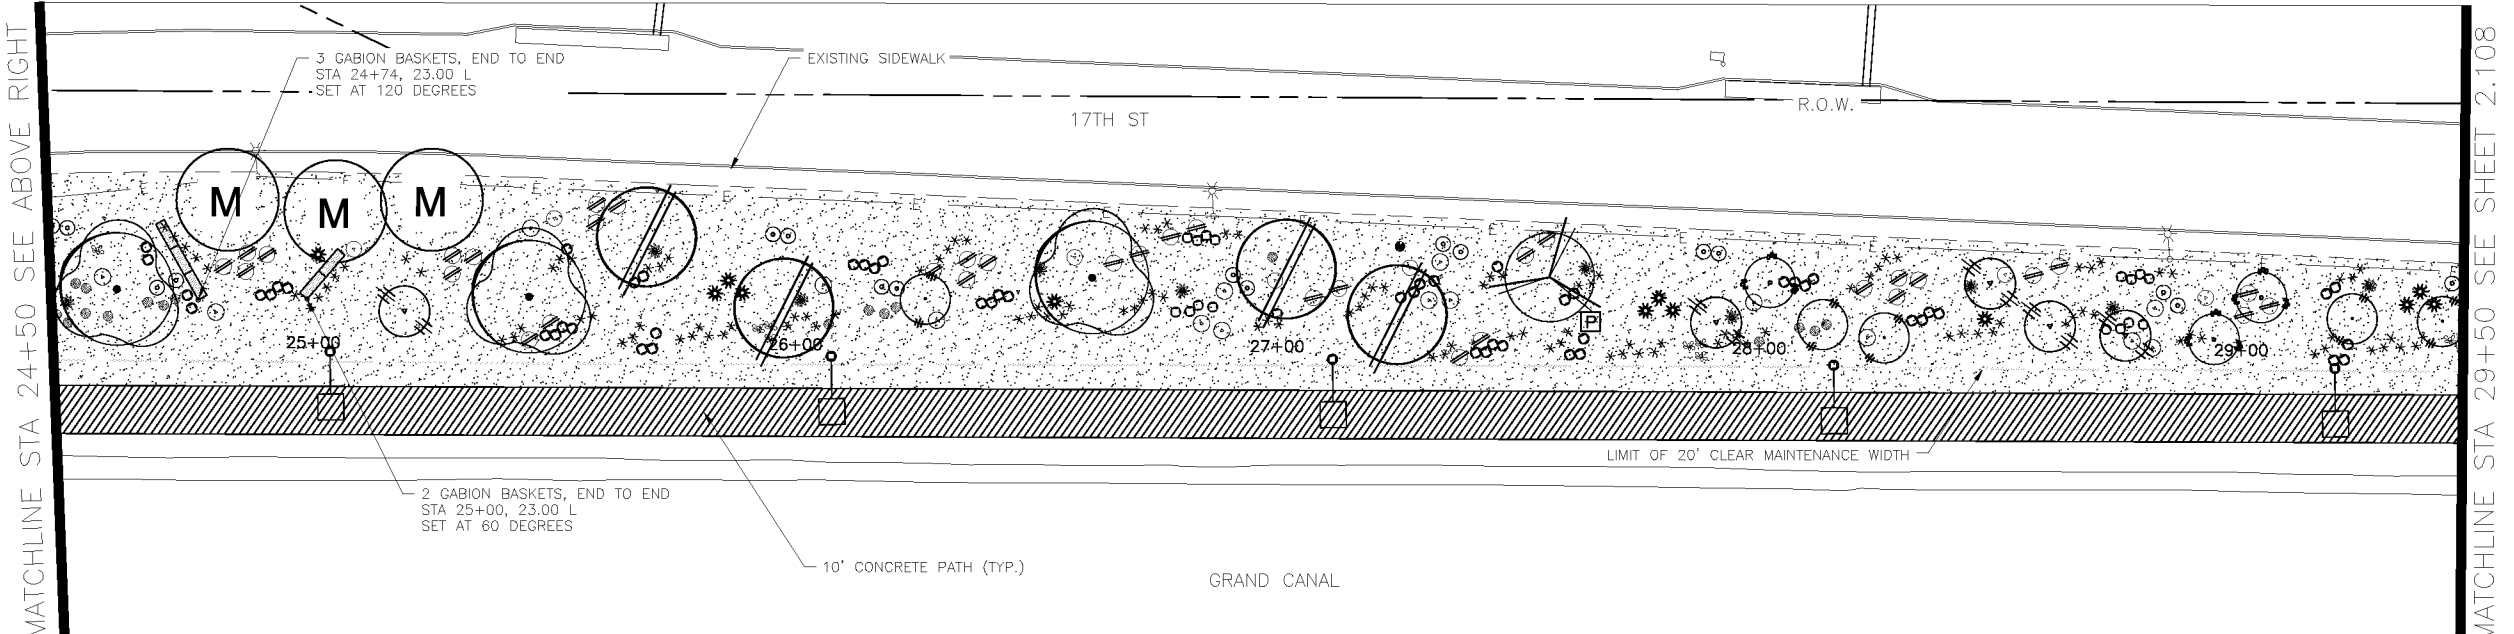 MATCHLINE STA 24+50 SEE ABOVE RIGHT
3 GABION BASKETS, END TO END
STA 24+74, 23.00 L
SET AT 120 DEGREES
EXISTING SIDEWALK
R.O.W.
17TH ST
M
M
M
E
E
E
E
E
E
E
E
E
E
P
25+00
26+00
27+00
28+00
29+00
LIMIT OF 20' CLEAR MAINTENANCE WIDTH
2 GABION BASKETS, END TO END
STA 25+00, 23.00 L
SET AT 60 DEGREES
10' CONCRETE PATH (TYP.)
GRAND CANAL
MATCHLINE STA 29+50 SEE SHEET 2.108